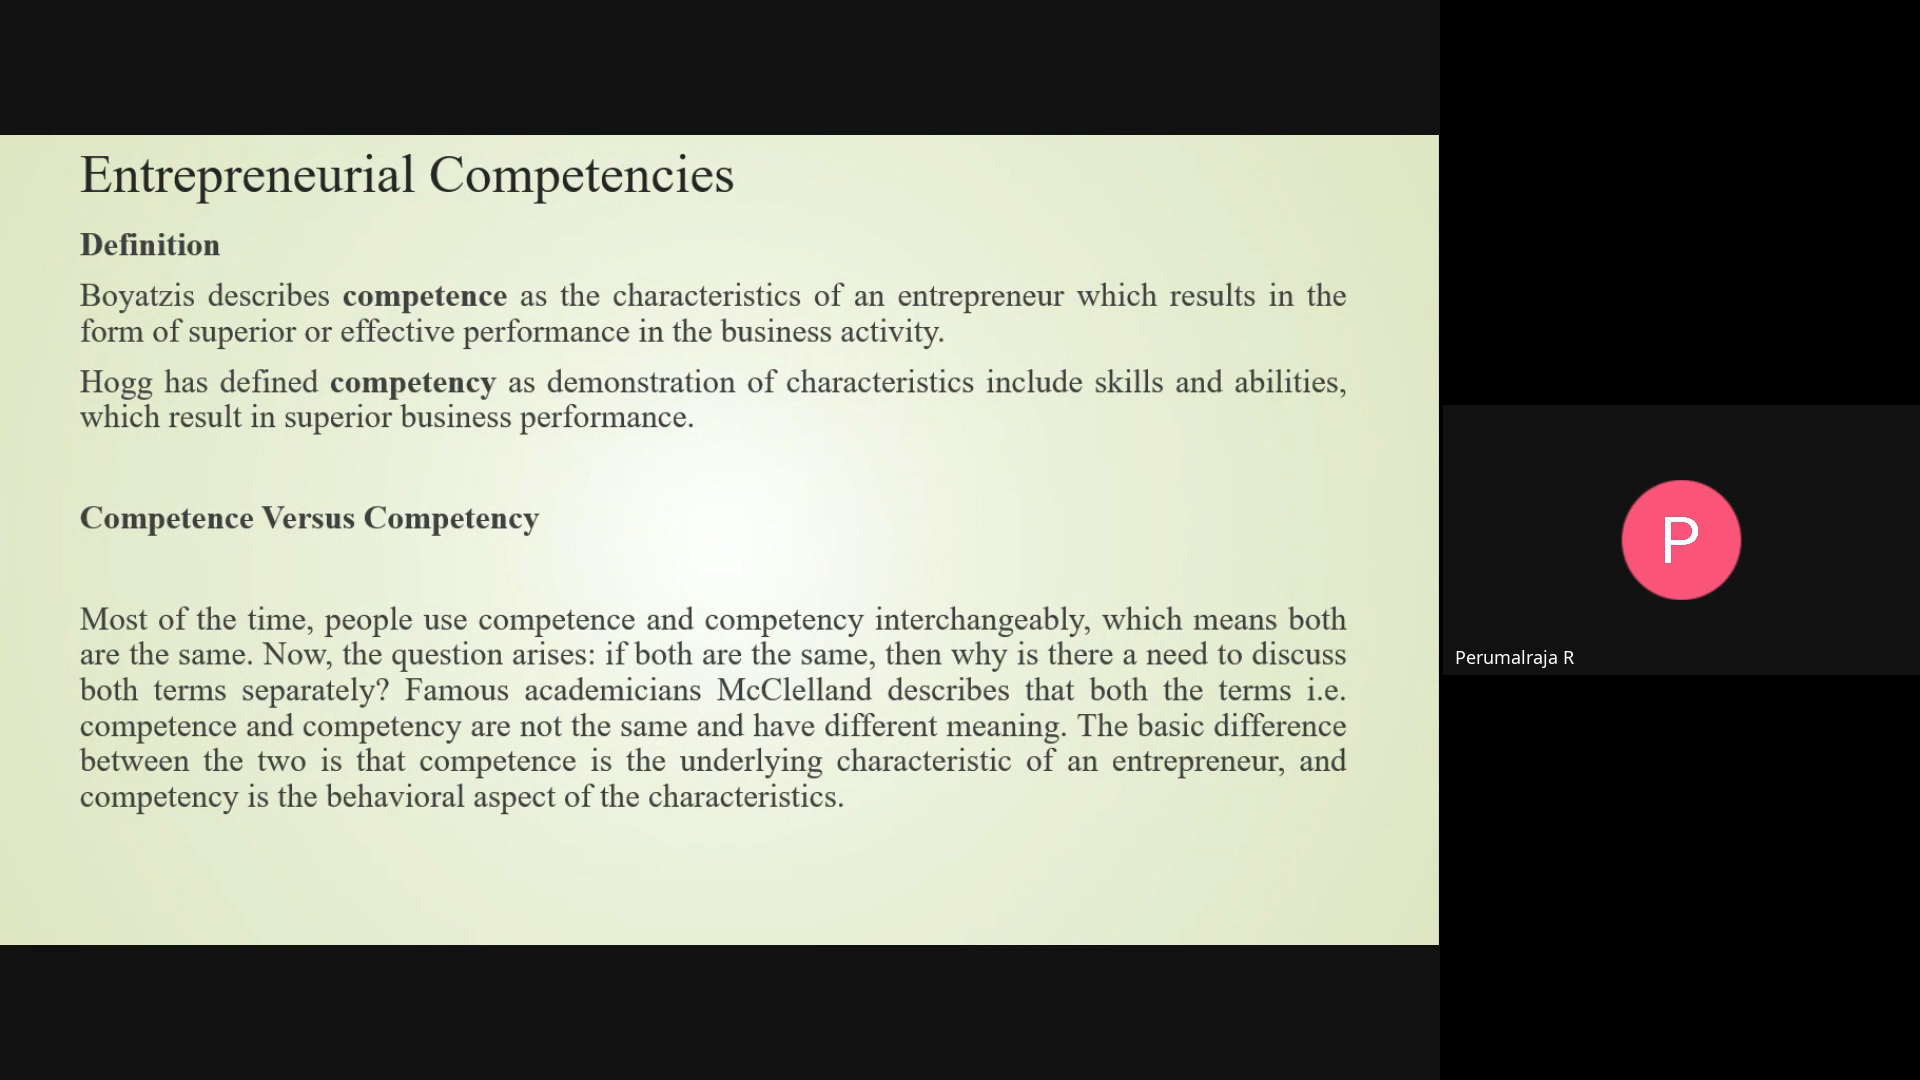 Entrepreneurial Competencies
Definition
Boyatzis describes competence as the characteristics of an entrepreneur which results in the
form of superior or effective performance in the business activity.
Hogg has defined competency as demonstration of characteristics include skills and abilities,
which result in superior business performance.
Competence Versus Competency
Most of the time, people use competence and competency interchangeably, which means both
are the same. Now, the question arises: if both are the same, then why is there a need to discuss
both terms separately? Famous academicians McClelland describes that both the terms i.e.
competence and competency are not the same and have different meaning. The basic difference
between the two is that competence is the underlying characteristic of an entrepreneur, and
competency is the behavioral aspect of the characteristics.
P
Perumalraja R